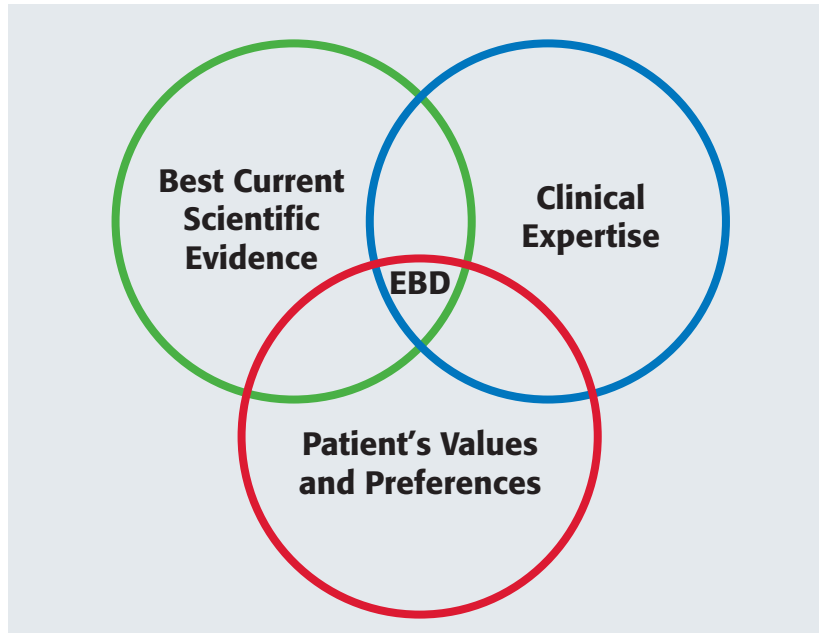 Best Current
Scientific
Evidence
Clinical
Expertise
EBD
Patient’s Values
and Preferences